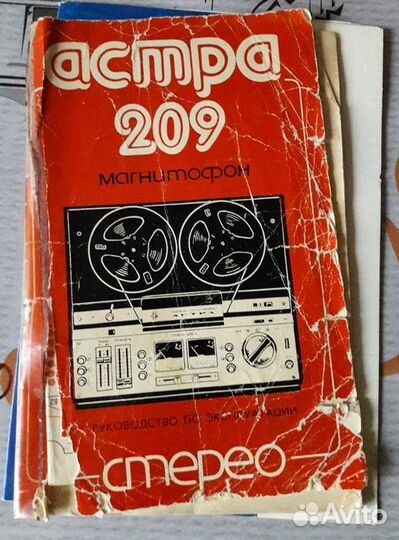 астра
209
магнитофон
РУКОВОДСТВО ПО ЭКСПЛУАТАЦИИ
стерео
Avito